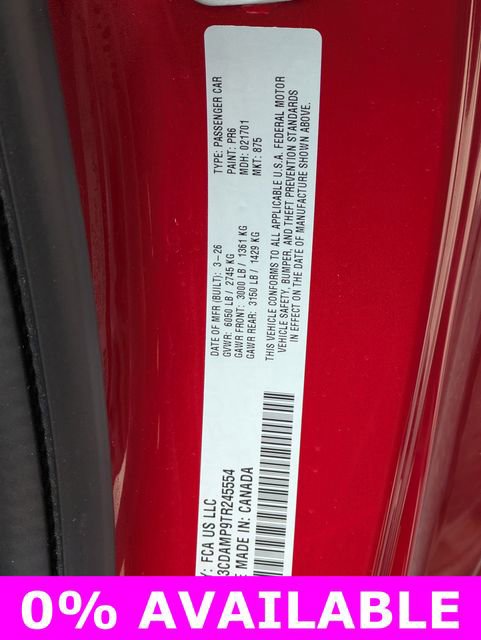 Y: FCA US LLC
3CDAMP9TR245554
E MADE IN: CANADA
DATE OF MFR (BUILT): 3-26
GVWR: 6050 LB / 2745 KG
GAWR FRONT: 3000 LB / 1361 KG
GAWR REAR: 3150 LB / 1429 KG
TYPE: PASSENGER CAR
PAINT: PR6
MDH: 021701
MKT: 875
THIS VEHICLE CONFORMS TO ALL APPLICABLE U.S.A. FEDERAL MOTOR
VEHICLE SAFETY, BUMPER, AND THEFT PREVENTION STANDARDS
IN EFFECT ON THE DATE OF MANUFACTURE SHOWN ABOVE.
0% AVAILABLE